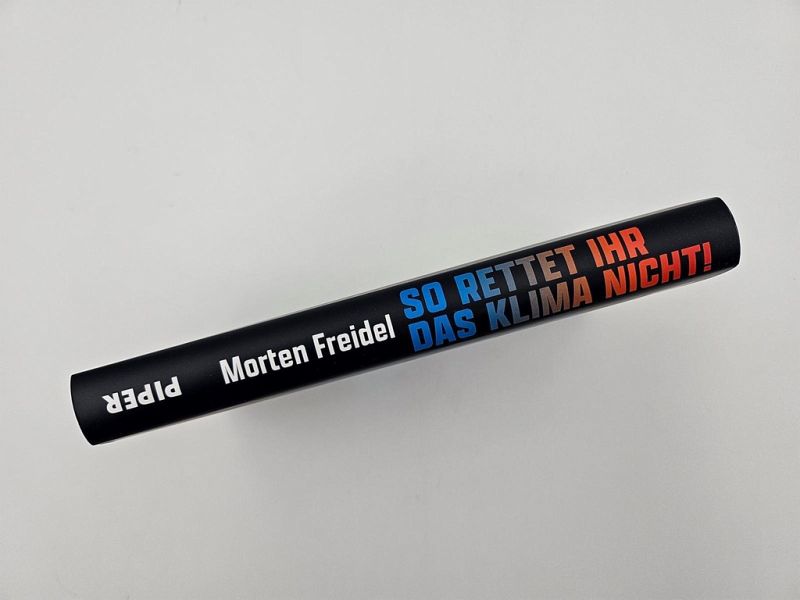 PIPER
Morten Freidel
SO RETTET IHR
DAS KLIMA NICHT!